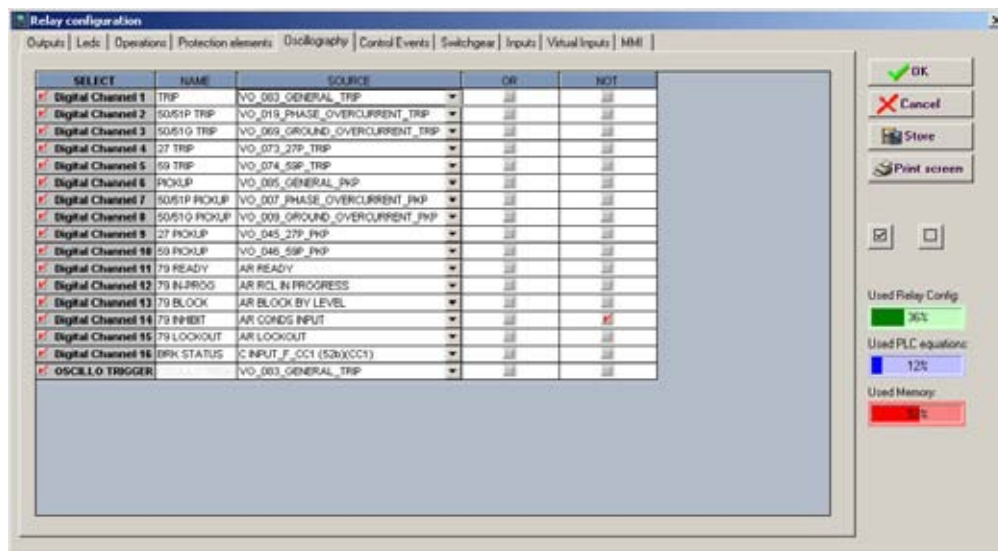 Relay configuration
Outputs | Leds | Operations | Protection elements | Oscillography | Control Events | Switchgear | Inputs | Virtual Inputs | MMI
SELECT NAME SOURCE OR NOT
Digital Channel 1 TRIP VO_083_GENERAL_TRIP
Digital Channel 2 50/51P TRIP VO_019_PHASE_OVERCURRENT_TRIP
Digital Channel 3 50/51G TRIP VO_069_GROUND_OVERCURRENT_TRIP
Digital Channel 4 27 TRIP VO_073_27P_TRIP
Digital Channel 5 59 TRIP VO_074_59P_TRIP
Digital Channel 6 PICKUP VO_085_GENERAL_PKP
Digital Channel 7 50/51P PICKUP VO_007_PHASE_OVERCURRENT_PKP
Digital Channel 8 50/51G PICKUP VO_009_GROUND_OVERCURRENT_PKP
Digital Channel 9 27 PICKUP VO_045_27P_PKP
Digital Channel 10 59 PICKUP VO_046_59P_PKP
Digital Channel 11 79 READY AR READY
Digital Channel 12 79 IN-PROG AR RCL IN PROGRESS
Digital Channel 13 79 BLOCK AR BLOCK BY LEVEL
Digital Channel 14 79 INHIBIT AR CONDS INPUT
Digital Channel 15 79 LOCKOUT AR LOCKOUT
Digital Channel 16 BRK STATUS C INPUT_F_CC1 (52b)(CC1)
OSCILLO TRIGGER VO_083_GENERAL_TRIP
OK
Cancel
Store
Print screen
Used Relay Config:
36%
Used PLC equations:
12%
Used Memory: